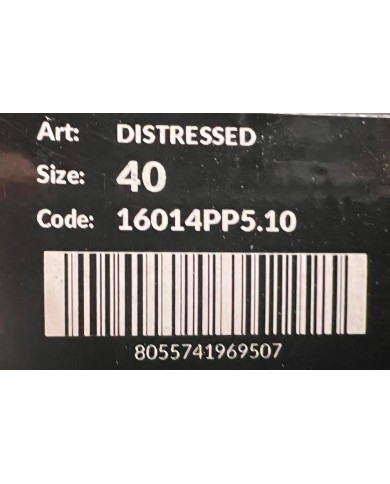 Art: DISTRESSED
Size: 40
Code: 16014PP5.10
8055741969507